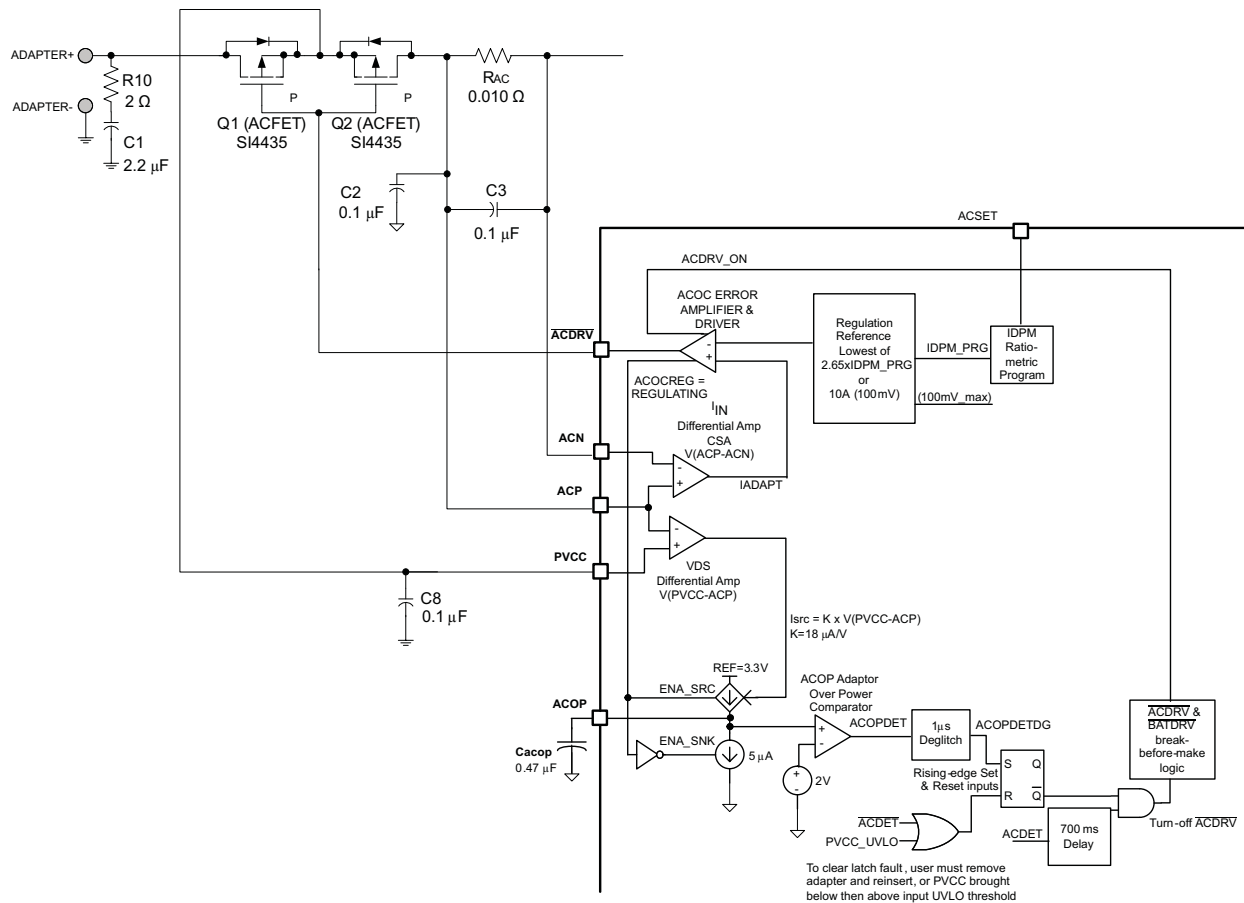 ADAPTER+
R10
2 Ω
P
P
RAC
0.010 Ω
ADAPTER-
C1
2.2 µF
Q1 (ACFET)
SI4435
Q2 (ACFET)
SI4435
C2
0.1 µF
C3
0.1 µF
ACSET
ACDRV_ON
ACOC ERROR
AMPLIFIER &
DRIVER
ACDRV
-
+
Regulation
Reference
Lowest of
2.65xIDPM_PRG
or
10A (100mV)
IDPM_PRG
(100mV_max)
IDPM
Ratio-
metric
Program
ACOCREG =
REGULATING
IIN
Differential Amp
CSA
V(ACP-ACN)
ACN
-
+
IADAPT
ACP
-
+
PVCC
VDS
Differential Amp
V(PVCC-ACP)
C8
0.1 µF
Isrc = K x V(PVCC-ACP)
K=18 µA/V
REF=3.3V
ENA_SRC
ACOP
Cacop
0.47 µF
ENA_SNK
5 µA
ACOP Adaptor
Over Power
Comparator
+
-
ACOPDET
+
-
2V
1µs
Deglitch
ACOPDETDG
Rising-edge Set
& Reset inputs
S
Q
R
Q
ACDRV &
BATDRV
break-
before-make
logic
ACDET
PVCC_UVLO
ACDET
700 ms
Delay
Turn-off ACDRV
To clear latch fault, user must remove
adapter and reinsert, or PVCC brought
below then above input UVLO threshold